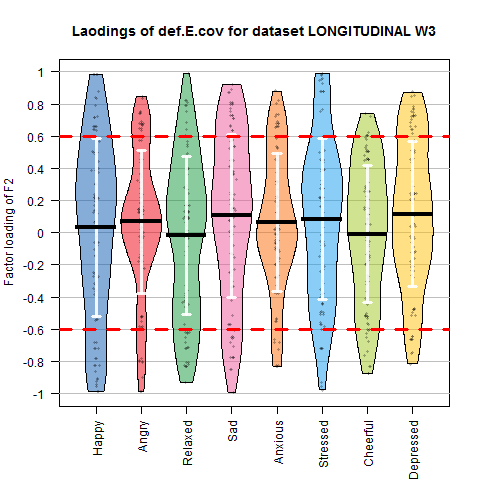 Laodings of def.E.cov for dataset LONGITUDINAL W3
Factor loading of F2
1
0.8
0.6
0.4
0.2
0
-0.2
-0.4
-0.6
-0.8
-1
Happy
Angry
Relaxed
Sad
Anxious
Stressed
Cheerful
Depressed